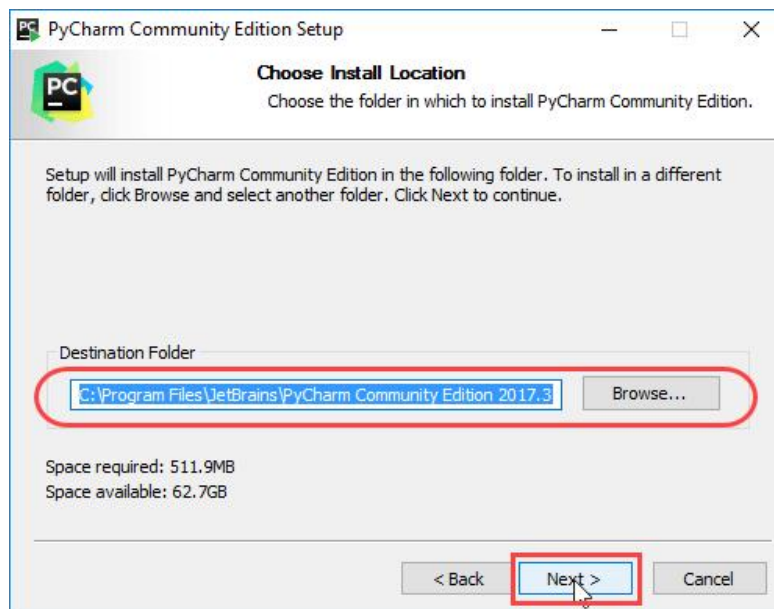 PyCharm Community Edition Setup
PC
Choose Install Location
Choose the folder in which to install PyCharm Community Edition.
Setup will install PyCharm Community Edition in the following folder. To install in a different
folder, click Browse and select another folder. Click Next to continue.
Destination Folder
C:\Program Files\JetBrains\PyCharm Community Edition 2017.3
Browse...
Space required: 511.9MB
Space available: 62.7GB
< Back
Next >
Cancel